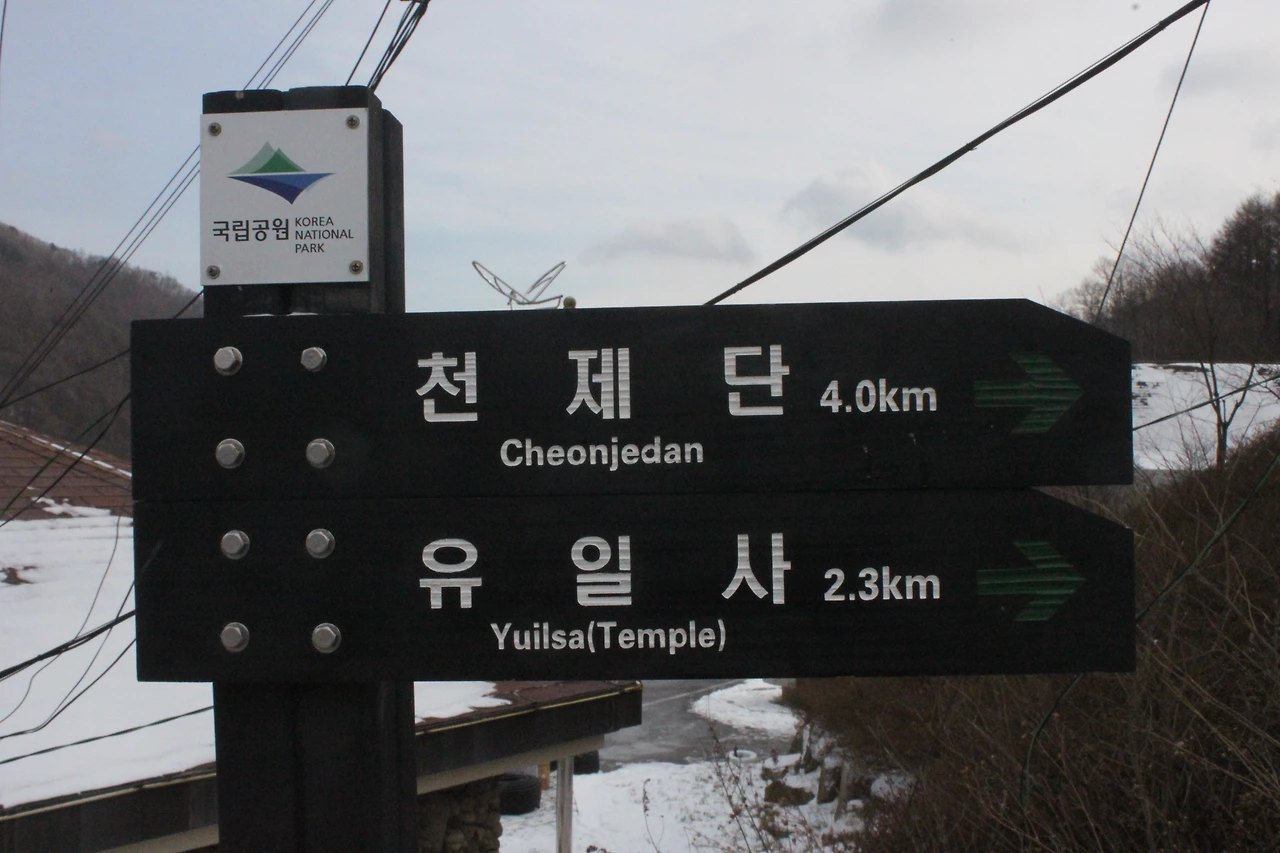 국립공원 KOREA
NATIONAL
PARK
천 제 단 4.0km
Cheonjedan
유 일 사 2.3km
Yuilsa(Temple)